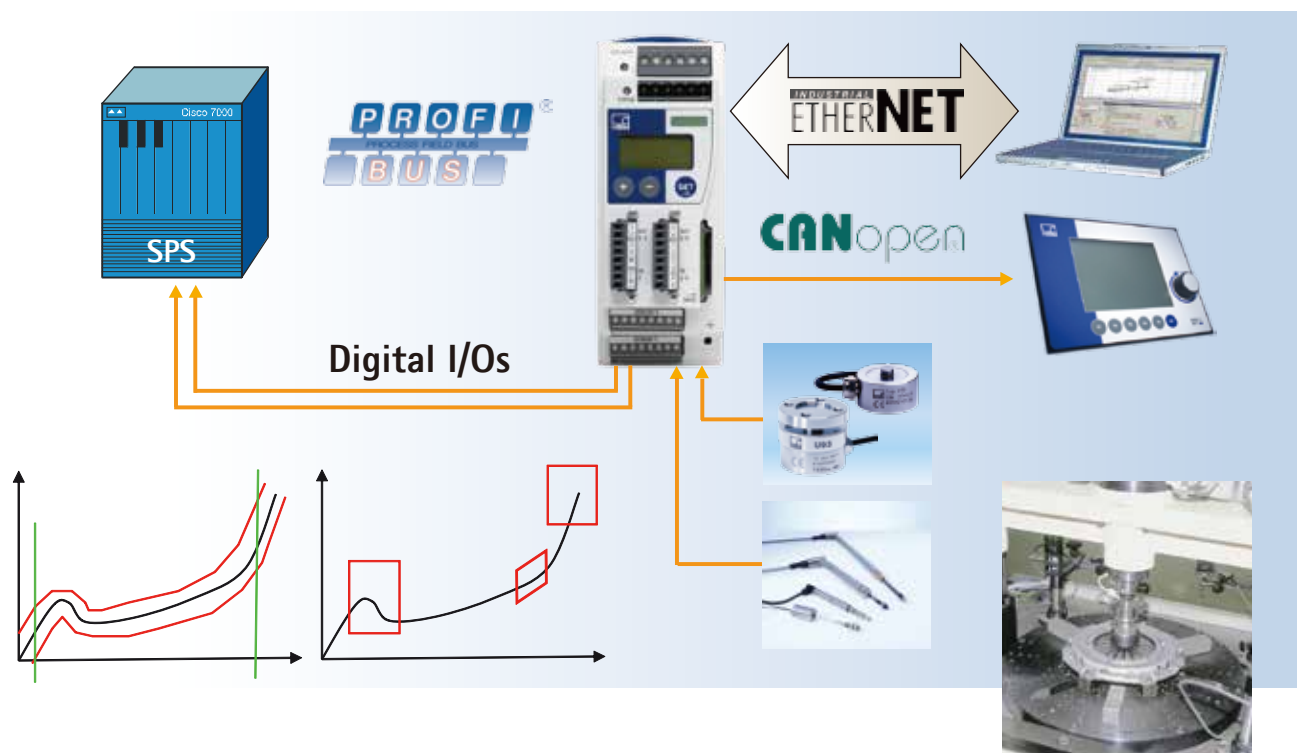 Cisco 7000
SPS
PROFI
®
PROCESS FIELD BUS
BUS
SET
INDUSTRIAL
ETHERNET
CANopen
Digital I/Os
U93